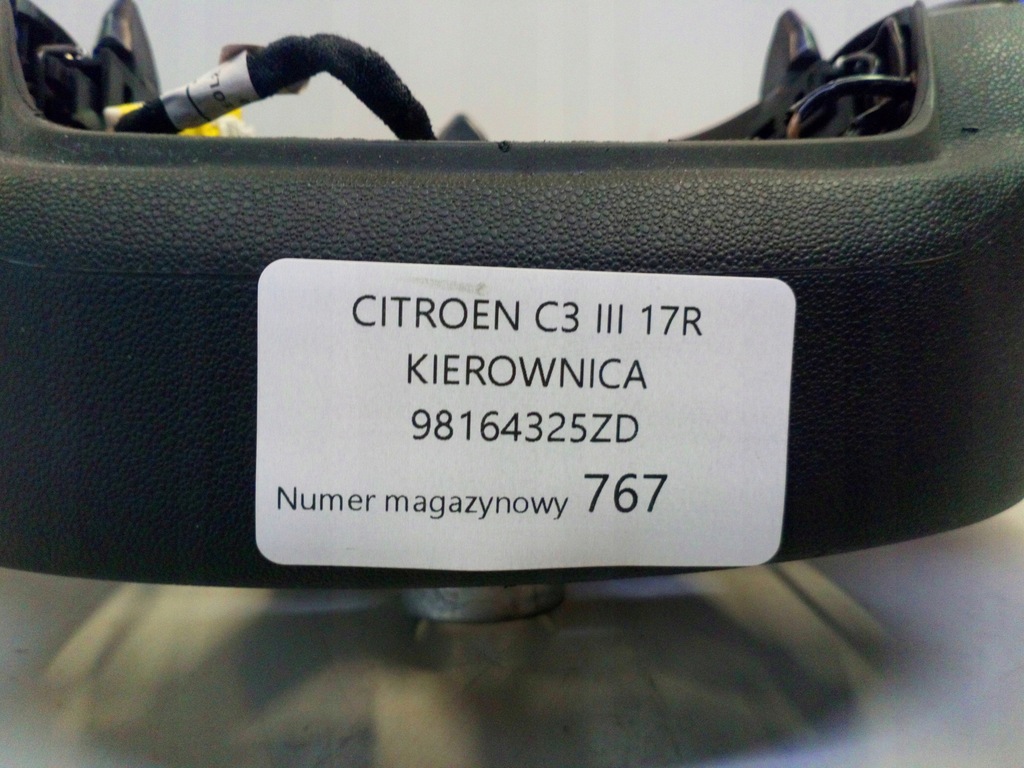 CITROEN C3 III 17R
KIEROWNICA
98164325ZD
Numer magazynowy 767